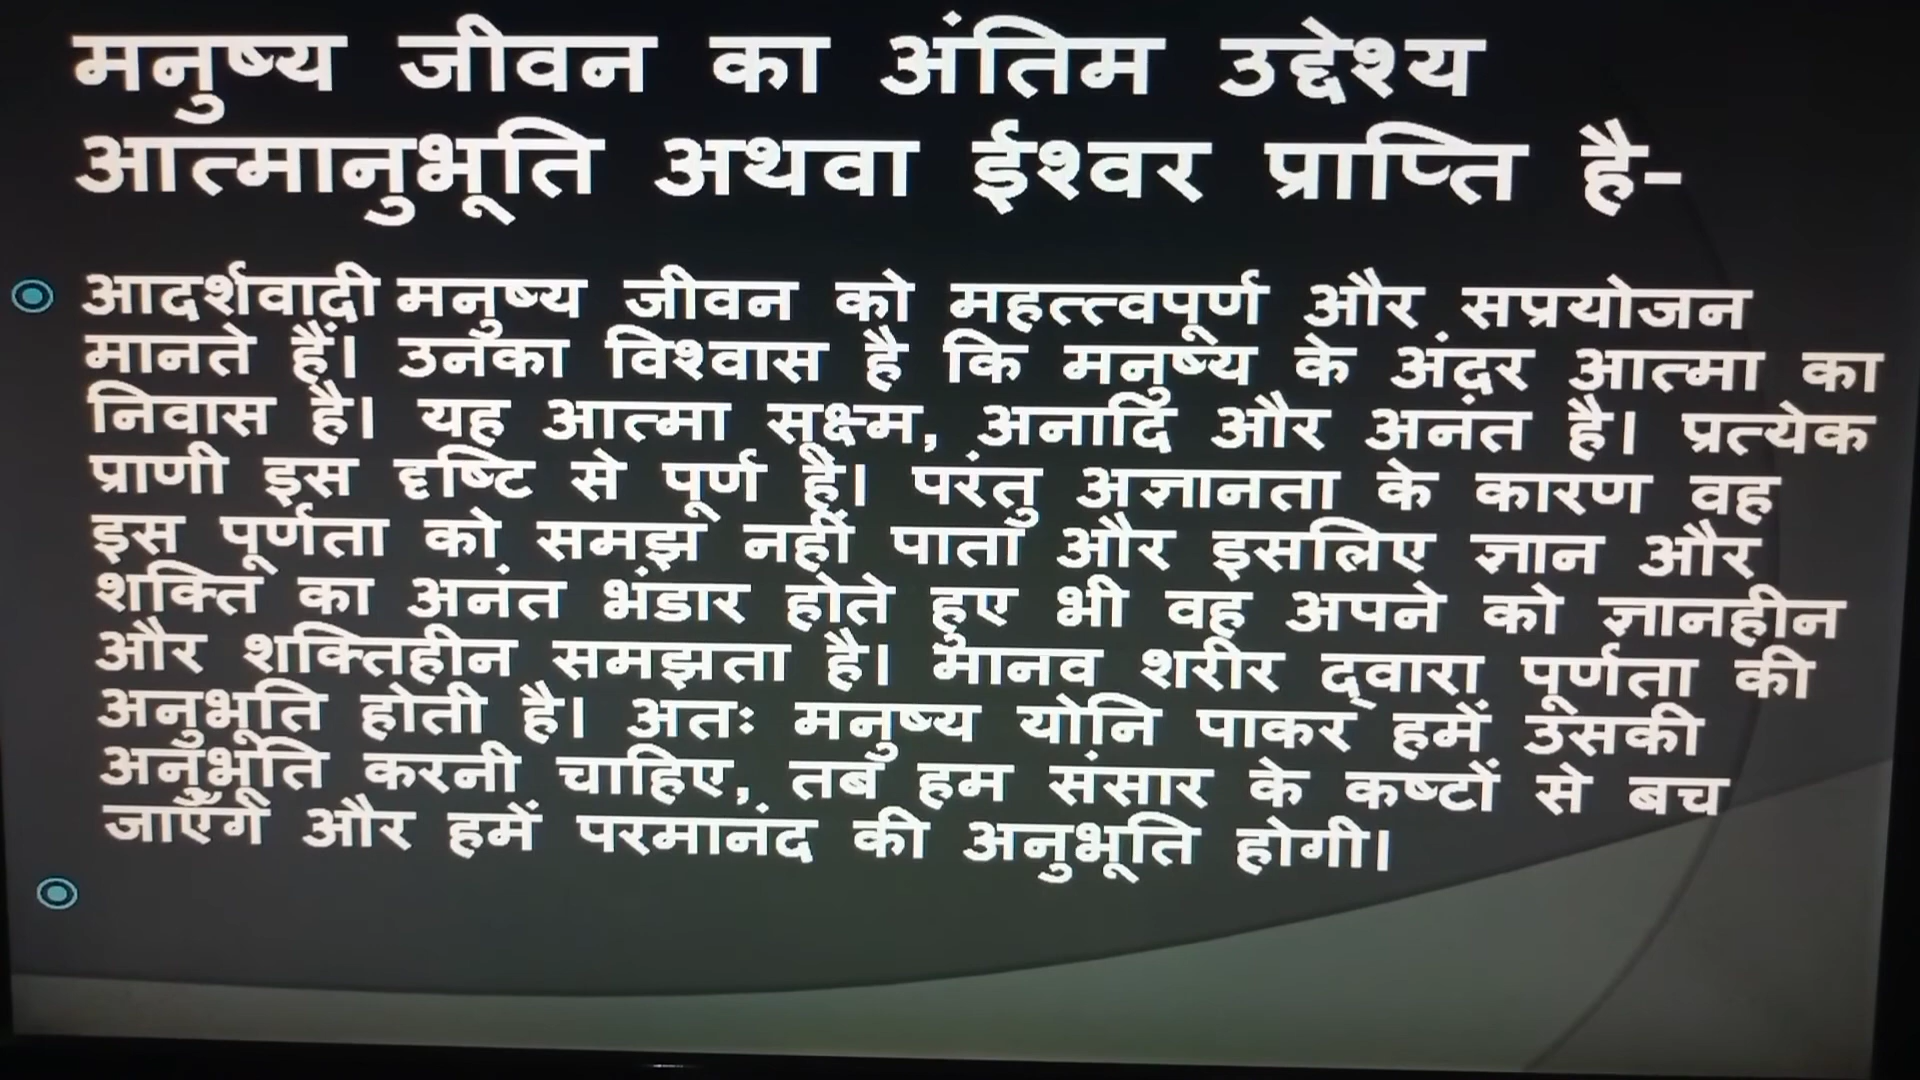 मनुष्य जीवन का अंतिम उद्देश्य
आत्मानुभूति अथवा ईश्वर प्राप्ति है-
आदर्शवादी मनुष्य जीवन को महत्त्वपूर्ण और सप्रयोजन
मानते हैं। उनका विश्वास है कि मनुष्य के अंदर आत्मा का
निवास है। यह आत्मा सूक्ष्म, अनादि और अनंत है। प्रत्येक
प्राणी इस दृष्टि से पूर्ण है। परंतु अज्ञानता के कारण वह
इस पूर्णता को समझ नहीं पाता और इसलिए ज्ञान और
शक्ति का अनंत भंडार होते हुए भी वह अपने को ज्ञानहीन
और शक्तिहीन समझता है। मानव शरीर द्वारा पूर्णता की
अनुभूति होती है। अतः मनुष्य योनि पाकर हमें उसकी
अनुभूति करनी चाहिए, तब हम संसार के कष्टों से बच
जाएँगे और हमें परमानंद की अनुभूति होगी।